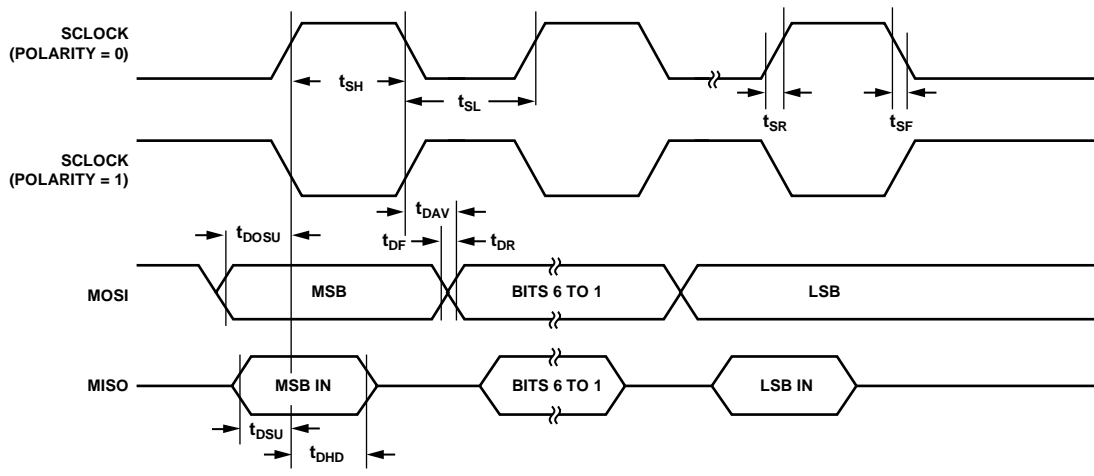 SCLOCK
(POLARITY = 0)
tSH
tSL
tSR
tSF
SCLOCK
(POLARITY = 1)
tDAV
tDOSU
tDF
tDR
MOSI
MSB
BITS 6 TO 1
LSB
MISO
MSB IN
BITS 6 TO 1
LSB IN
tDSU
tDHD